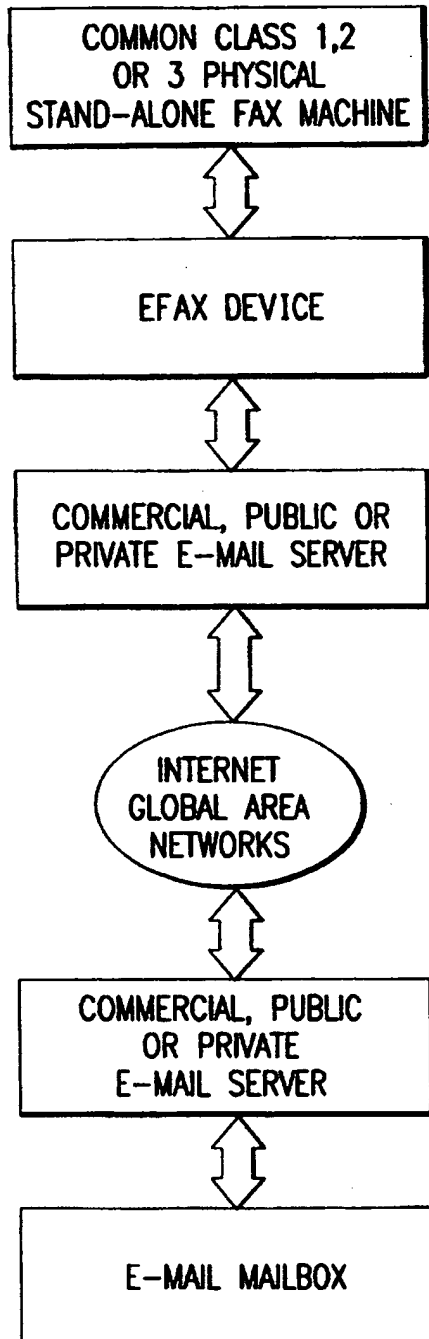 COMMON CLASS 1,2
OR 3 PHYSICAL
STAND-ALONE FAX MACHINE
EFAX DEVICE
COMMERCIAL, PUBLIC OR
PRIVATE E-MAIL SERVER
INTERNET
GLOBAL AREA
NETWORKS
COMMERCIAL, PUBLIC
OR PRIVATE
E-MAIL SERVER
E-MAIL MAILBOX